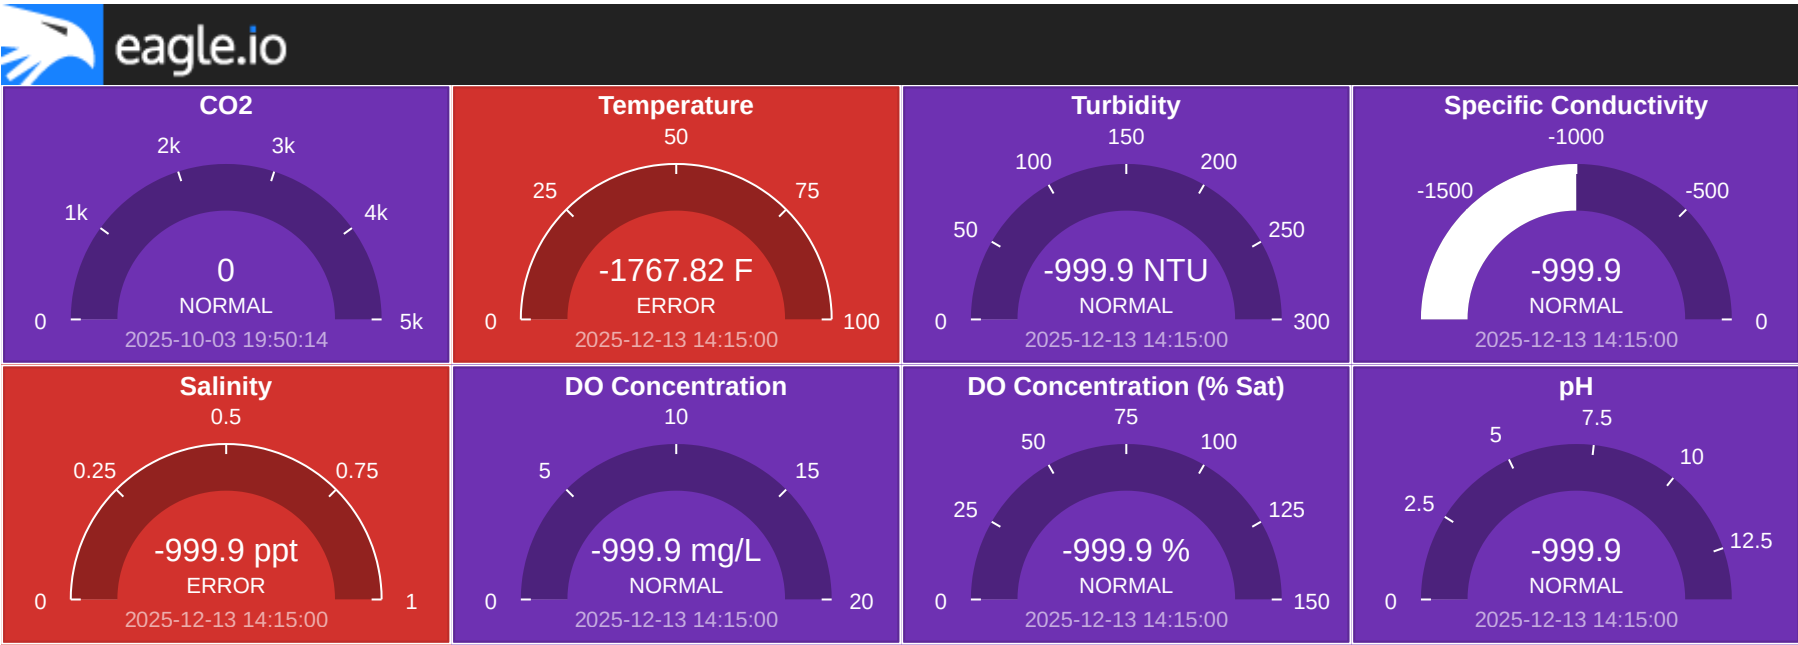 eagle.io
CO2
0
1k
2k
3k
4k
5k
0
NORMAL
2025-10-03 19:50:14
Temperature
0
25
50
75
100
-1767.82 F
ERROR
2025-12-13 14:15:00
Turbidity
0
50
100
150
200
250
300
-999.9 NTU
NORMAL
2025-12-13 14:15:00
Specific Conductivity
-1500
-1000
-500
0
-999.9
NORMAL
2025-12-13 14:15:00
Salinity
0
0.25
0.5
0.75
1
-999.9 ppt
ERROR
2025-12-13 14:15:00
DO Concentration
0
5
10
15
20
-999.9 mg/L
NORMAL
2025-12-13 14:15:00
DO Concentration (% Sat)
0
25
50
75
100
125
150
-999.9 %
NORMAL
2025-12-13 14:15:00
pH
0
2.5
5
7.5
10
12.5
-999.9
NORMAL
2025-12-13 14:15:00